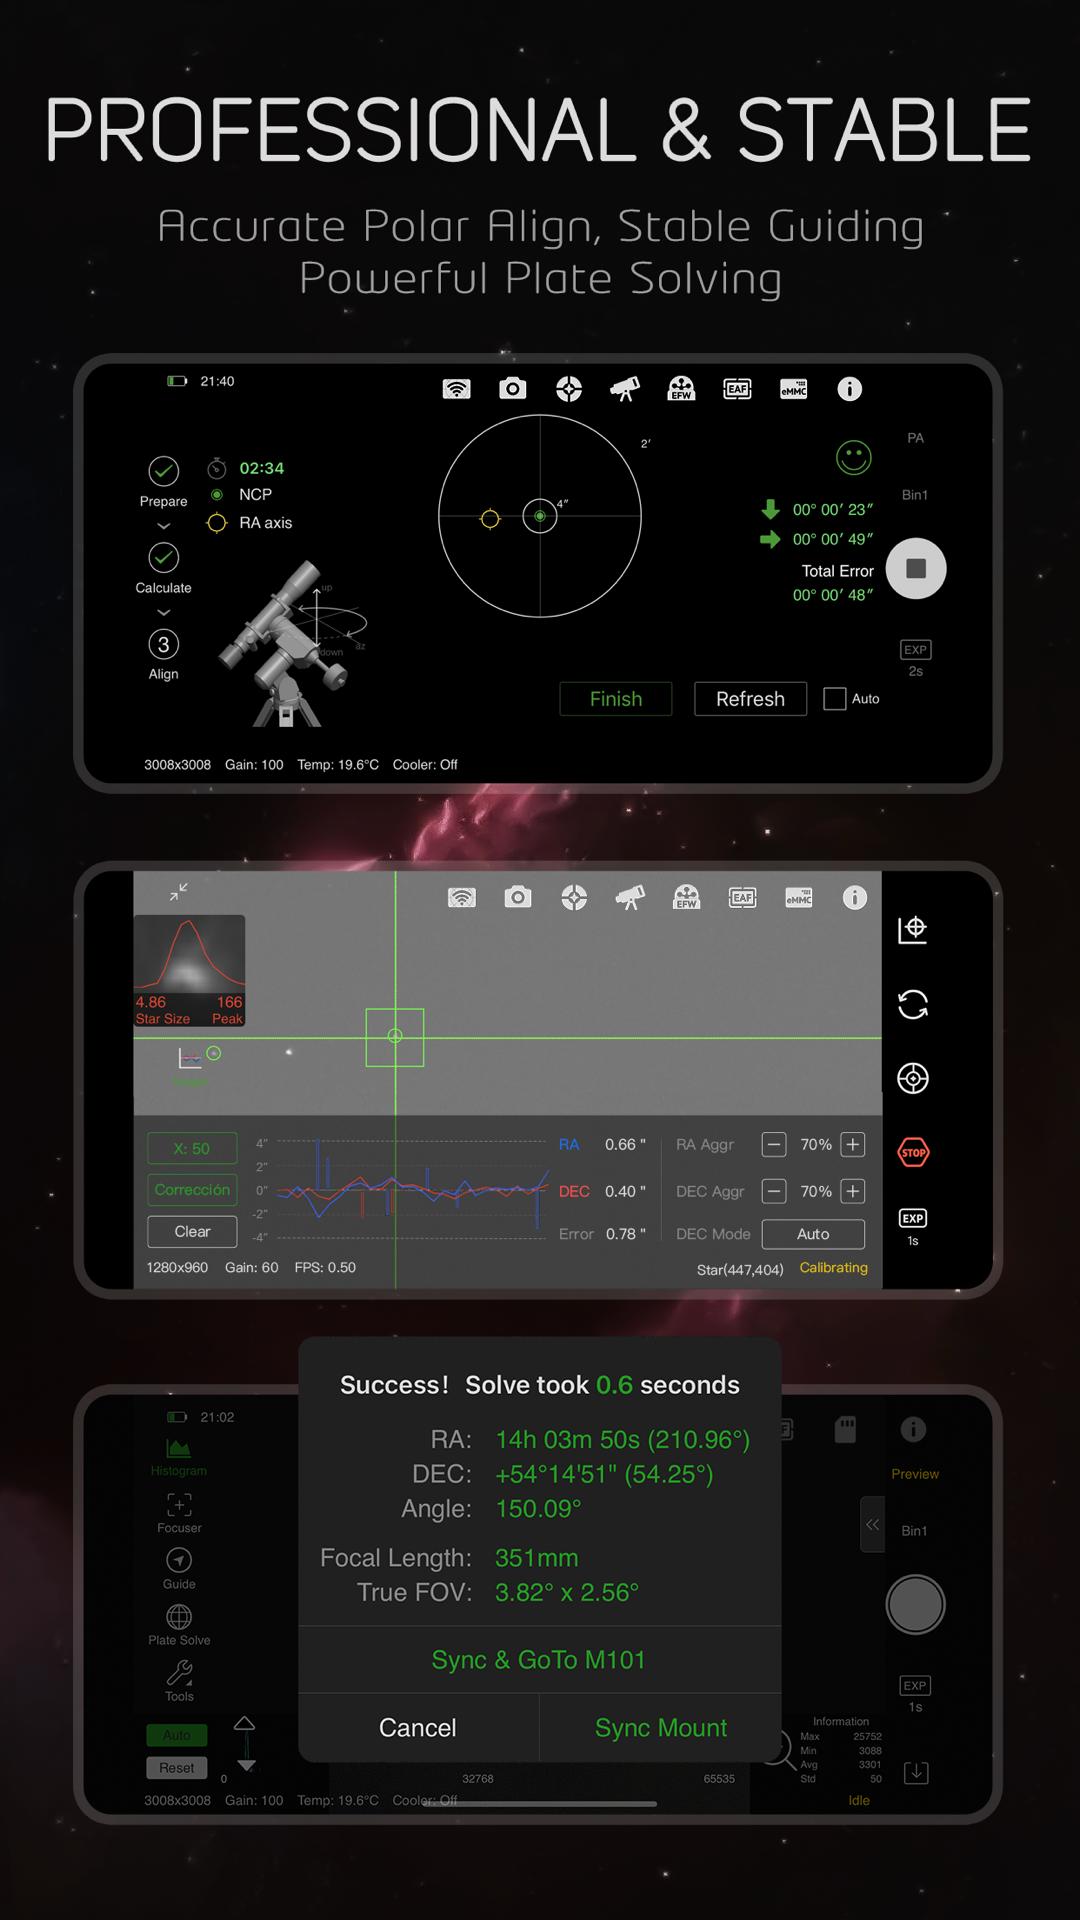 PROFESSIONAL & STABLE
Accurate Polar Align, Stable Guiding
Powerful Plate Solving
21:40
EFW
EAF
eMMC
2′
PA
Prepare
02:34
NCP
RA axis
4″
Bin1
00° 00′ 23″
00° 00′ 49″
Total Error
00° 00′ 48″
Calculate
up
down
az
3
Align
EXP
2s
Finish
Refresh
Auto
3008x3008 Gain: 100 Temp: 19.6°C Cooler: Off
EFW
EAF
eMMC
4.86 166
Star Size Peak
X: 50
Corrección
Clear
4″
2″
0″
-2″
-4″
RA 0.66 "
DEC 0.40 "
Error 0.78 "
RA Aggr − 70% +
DEC Aggr − 70% +
DEC Mode Auto
STOP
EXP
1s
1280x960 Gain: 60 FPS: 0.50
Star(447,404) Calibrating
Success! Solve took 0.6 seconds
RA: 14h 03m 50s (210.96°)
DEC: +54°14'51" (54.25°)
Angle: 150.09°
Focal Length: 351mm
True FOV: 3.82° x 2.56°
Sync & GoTo M101
Cancel
Sync Mount
21:02
Histogram
Focuser
Guide
Plate Solve
Tools
Auto
Reset
Preview
Bin1
EXP
1s
Information
Max 25752
Min 3088
Avg 3301
Std 50
0
32768
65535
3008x3008 Gain: 100 Temp: 19.6°C Cooler: Off
Idle